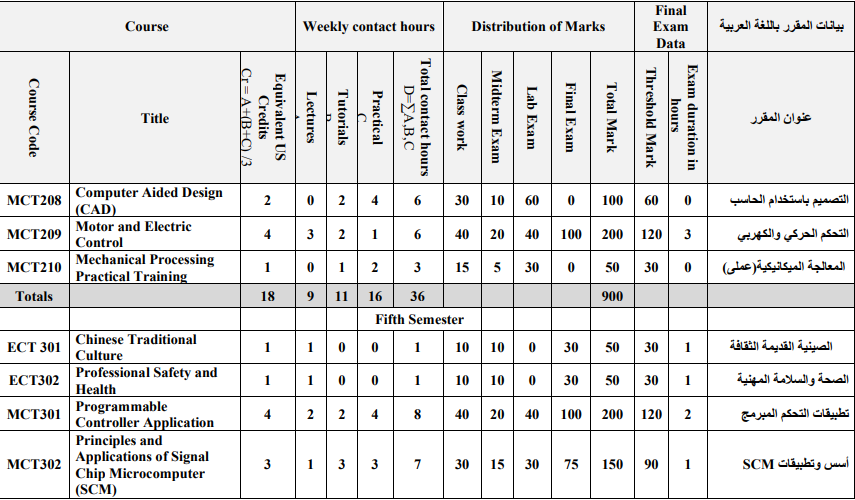 Course Weekly contact hours Distribution of Marks Final Exam Data بيانات المقرر باللغة العربية
Course Code Title Equivalent US Credits Cr = A+(B+C) /3 Lectures Tutorials Practical Total contact hours D=∑A,B,C Class work Midterm Exam Lab Exam Final Exam Total Mark Threshold Mark Exam duration in hours عنوان المقرر
MCT208 Computer Aided Design (CAD) 2 0 2 4 6 30 10 60 0 100 60 0 التصميم باستخدام الحاسب
MCT209 Motor and Electric Control 4 3 2 1 6 40 20 40 100 200 120 3 التحكم الحركي والكهربي
MCT210 Mechanical Processing Practical Training 1 0 1 2 3 15 5 30 0 50 30 0 المعالجة الميكانيكية(عملى)
Totals 18 9 11 16 36 900
Fifth Semester
ECT 301 Chinese Traditional Culture 1 1 0 0 1 10 10 0 30 50 30 1 الصينية القديمة الثقافة
ECT302 Professional Safety and Health 1 1 0 0 1 10 10 0 30 50 30 1 الصحة والسلامة المهنية
MCT301 Programmable Controller Application 4 2 2 4 8 40 20 40 100 200 120 2 تطبيقات التحكم المبرمج
MCT302 Principles and Applications of Signal Chip Microcomputer (SCM) 3 1 3 3 7 30 15 30 75 150 90 1 أسس وتطبيقات SCM